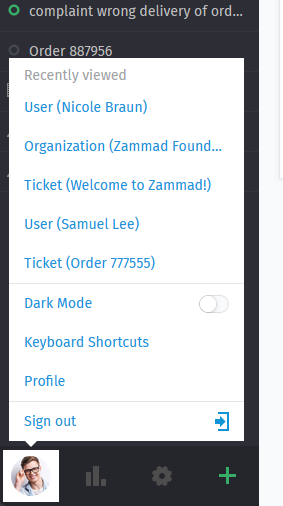 complaint wrong delivery of ord...
Order 887956
Recently viewed
User (Nicole Braun)
Organization (Zammad Found...
Ticket (Welcome to Zammad!)
User (Samuel Lee)
Ticket (Order 777555)
Dark Mode
Keyboard Shortcuts
Profile
Sign out